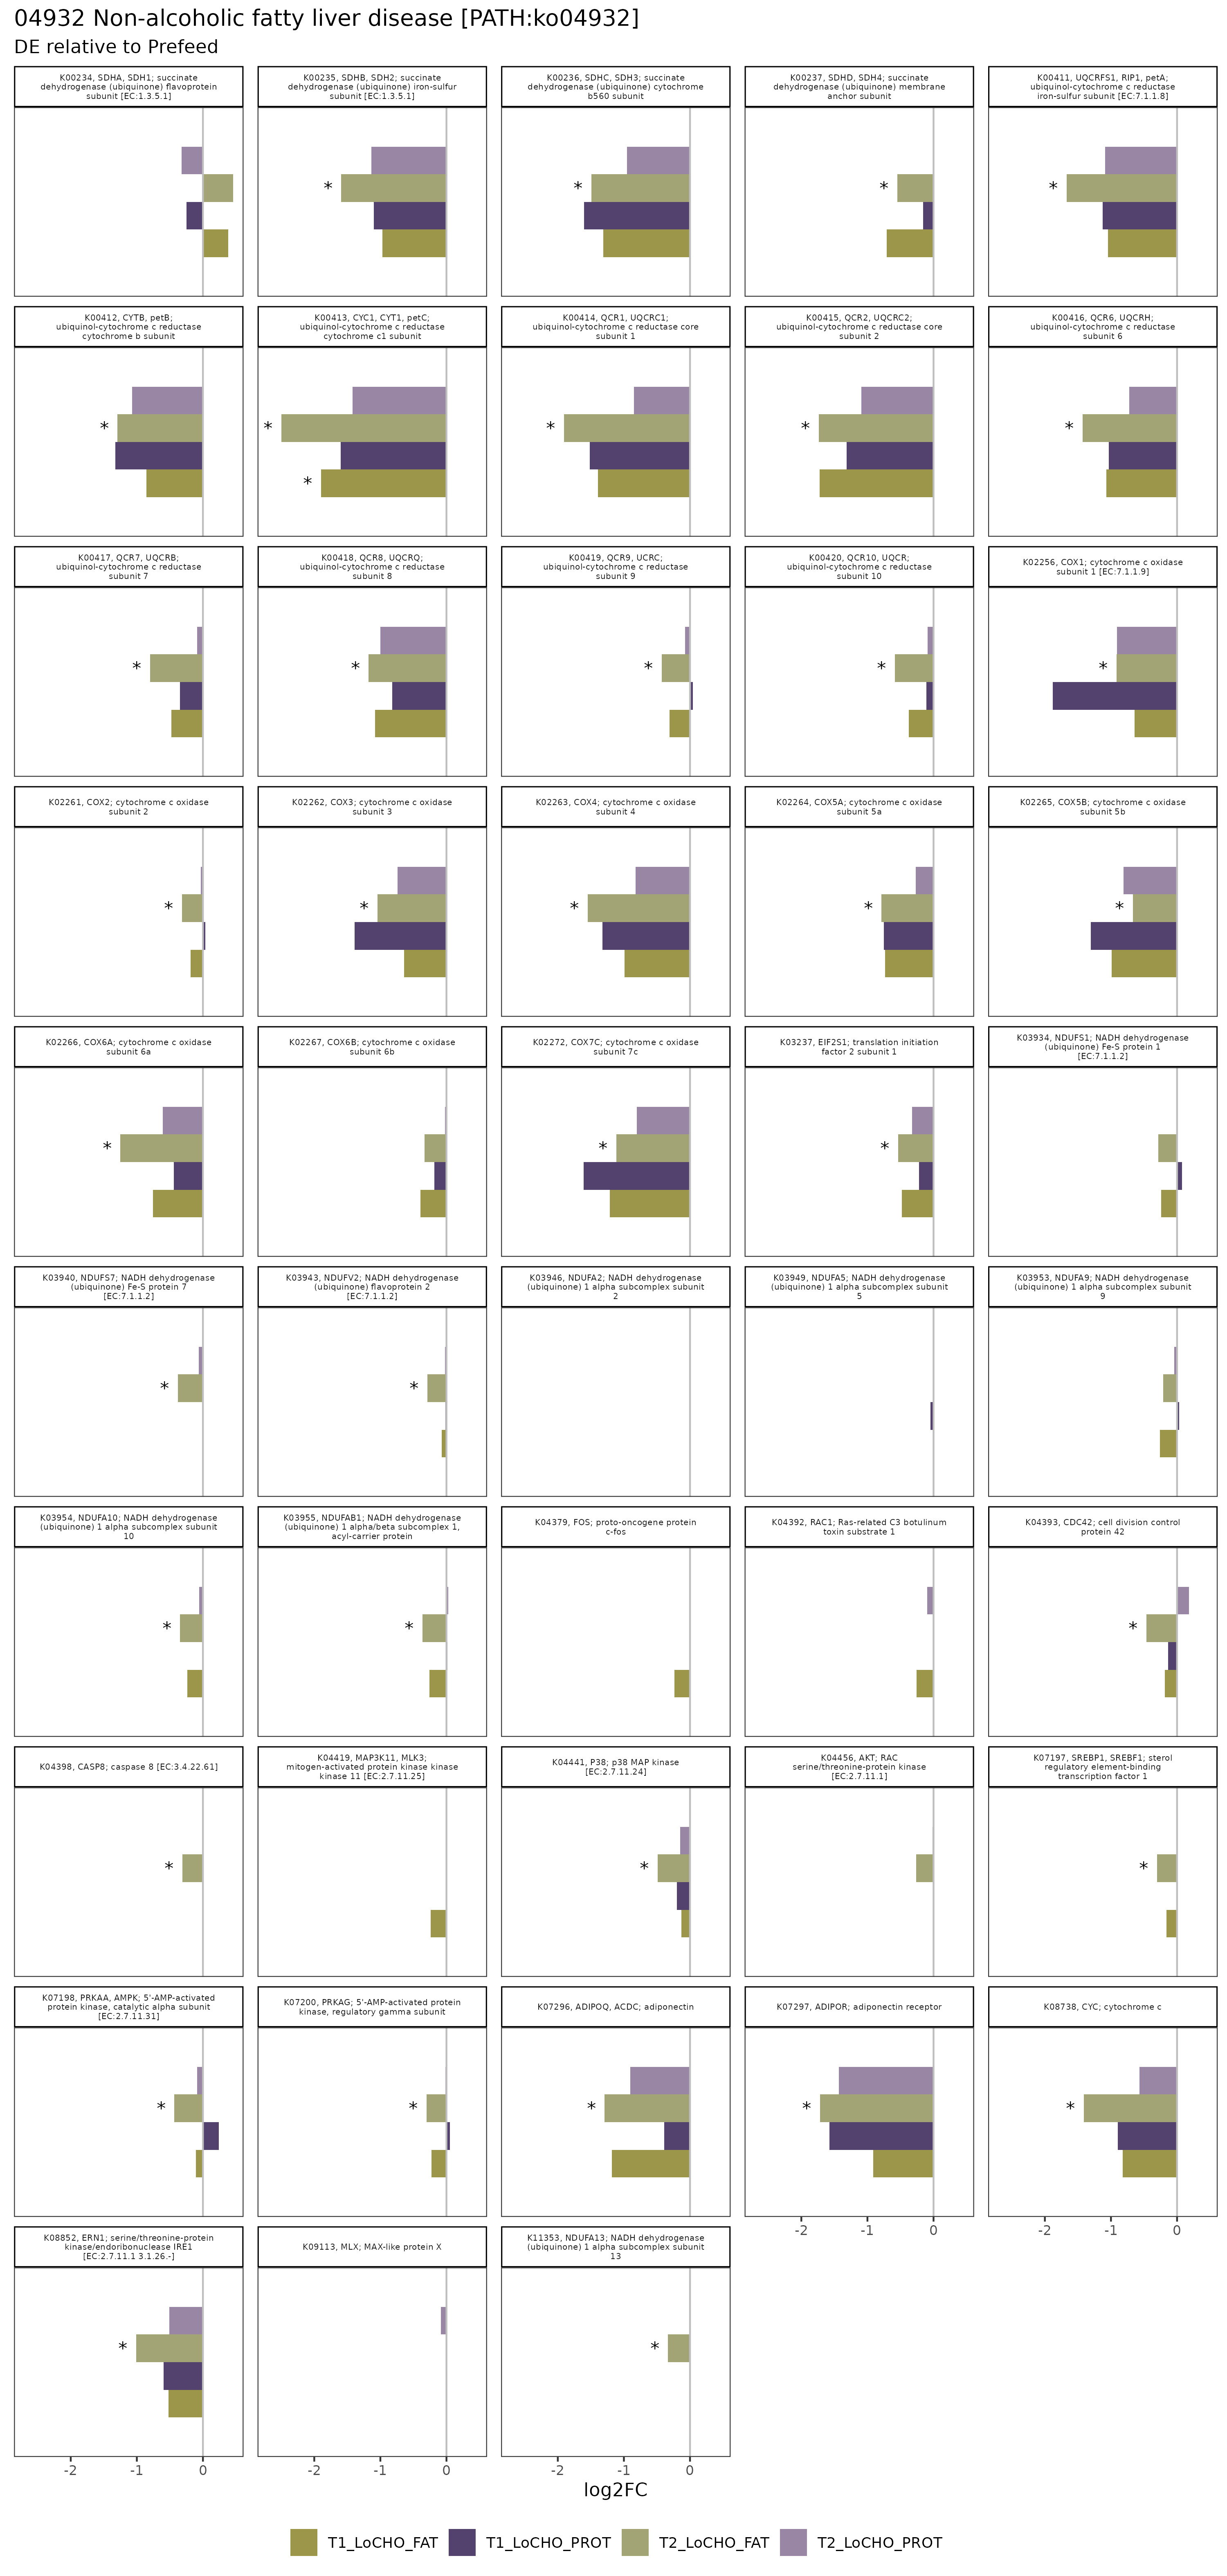 04932 Non-alcoholic fatty liver disease [PATH:ko04932]
DE relative to Prefeed
K00234, SDHA, SDH1; succinate
dehydrogenase (ubiquinone) flavoprotein
subunit [EC:1.3.5.1]
K00235, SDHB, SDH2; succinate
dehydrogenase (ubiquinone) iron-sulfur
subunit [EC:1.3.5.1]
K00236, SDHC, SDH3; succinate
dehydrogenase (ubiquinone) cytochrome
b560 subunit
K00237, SDHD, SDH4; succinate
dehydrogenase (ubiquinone) membrane
anchor subunit
K00411, UQCRFS1, RIP1, petA;
ubiquinol-cytochrome c reductase
iron-sulfur subunit [EC:7.1.1.8]
*
*
*
*
K00412, CYTB, petB;
ubiquinol-cytochrome c reductase
cytochrome b subunit
K00413, CYC1, CYT1, petC;
ubiquinol-cytochrome c reductase
cytochrome c1 subunit
K00414, QCR1, UQCRC1;
ubiquinol-cytochrome c reductase core
subunit 1
K00415, QCR2, UQCRC2;
ubiquinol-cytochrome c reductase core
subunit 2
K00416, QCR6, UQCRH;
ubiquinol-cytochrome c reductase
subunit 6
*
*
*
*
*
*
K00417, QCR7, UQCRB;
ubiquinol-cytochrome c reductase
subunit 7
K00418, QCR8, UQCRQ;
ubiquinol-cytochrome c reductase
subunit 8
K00419, QCR9, UCRC;
ubiquinol-cytochrome c reductase
subunit 9
K00420, QCR10, UQCR;
ubiquinol-cytochrome c reductase
subunit 10
K02256, COX1; cytochrome c oxidase
subunit 1 [EC:7.1.1.9]
*
*
*
*
*
K02261, COX2; cytochrome c oxidase
subunit 2
K02262, COX3; cytochrome c oxidase
subunit 3
K02263, COX4; cytochrome c oxidase
subunit 4
K02264, COX5A; cytochrome c oxidase
subunit 5a
K02265, COX5B; cytochrome c oxidase
subunit 5b
*
*
*
*
*
K02266, COX6A; cytochrome c oxidase
subunit 6a
K02267, COX6B; cytochrome c oxidase
subunit 6b
K02272, COX7C; cytochrome c oxidase
subunit 7c
K03237, EIF2S1; translation initiation
factor 2 subunit 1
K03934, NDUFS1; NADH dehydrogenase
(ubiquinone) Fe-S protein 1
[EC:7.1.1.2]
*
*
*
K03940, NDUFS7; NADH dehydrogenase
(ubiquinone) Fe-S protein 7
[EC:7.1.1.2]
K03943, NDUFV2; NADH dehydrogenase
(ubiquinone) flavoprotein 2
[EC:7.1.1.2]
K03946, NDUFA2; NADH dehydrogenase
(ubiquinone) 1 alpha subcomplex subunit
2
K03949, NDUFA5; NADH dehydrogenase
(ubiquinone) 1 alpha subcomplex subunit
5
K03953, NDUFA9; NADH dehydrogenase
(ubiquinone) 1 alpha subcomplex subunit
9
*
*
K03954, NDUFA10; NADH dehydrogenase
(ubiquinone) 1 alpha subcomplex subunit
10
K03955, NDUFAB1; NADH dehydrogenase
(ubiquinone) 1 alpha/beta subcomplex 1,
acyl-carrier protein
K04379, FOS; proto-oncogene protein
c-fos
K04392, RAC1; Ras-related C3 botulinum
toxin substrate 1
K04393, CDC42; cell division control
protein 42
*
*
*
K04398, CASP8; caspase 8 [EC:3.4.22.61]
K04419, MAP3K11, MLK3;
mitogen-activated protein kinase kinase
kinase 11 [EC:2.7.11.25]
K04441, P38; p38 MAP kinase
[EC:2.7.11.24]
K04456, AKT; RAC
serine/threonine-protein kinase
[EC:2.7.11.1]
K07197, SREBP1, SREBF1; sterol
regulatory element-binding
transcription factor 1
*
*
*
K07198, PRKAA, AMPK; 5'-AMP-activated
protein kinase, catalytic alpha subunit
[EC:2.7.11.31]
K07200, PRKAG; 5'-AMP-activated protein
kinase, regulatory gamma subunit
K07296, ADIPOQ, ACDC; adiponectin
K07297, ADIPOR; adiponectin receptor
K08738, CYC; cytochrome c
*
*
*
*
*
-2 -1 0
-2 -1 0
K08852, ERN1; serine/threonine-protein
kinase/endoribonuclease IRE1
[EC:2.7.11.1 3.1.26.-]
K09113, MLX; MAX-like protein X
K11353, NDUFA13; NADH dehydrogenase
(ubiquinone) 1 alpha subcomplex subunit
13
*
*
-2 -1 0
-2 -1 0
-2 -1 0
log2FC
T1_LoCHO_FAT T1_LoCHO_PROT T2_LoCHO_FAT T2_LoCHO_PROT